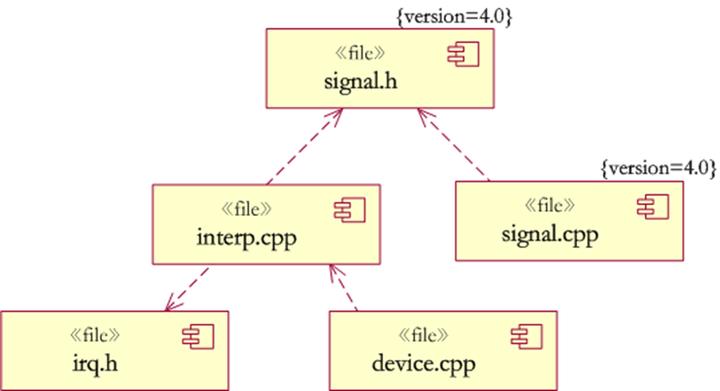 {version=4.0}
«file»
signal.h
{version=4.0}
«file»
interp.cpp
«file»
signal.cpp
«file»
irq.h
«file»
device.cpp